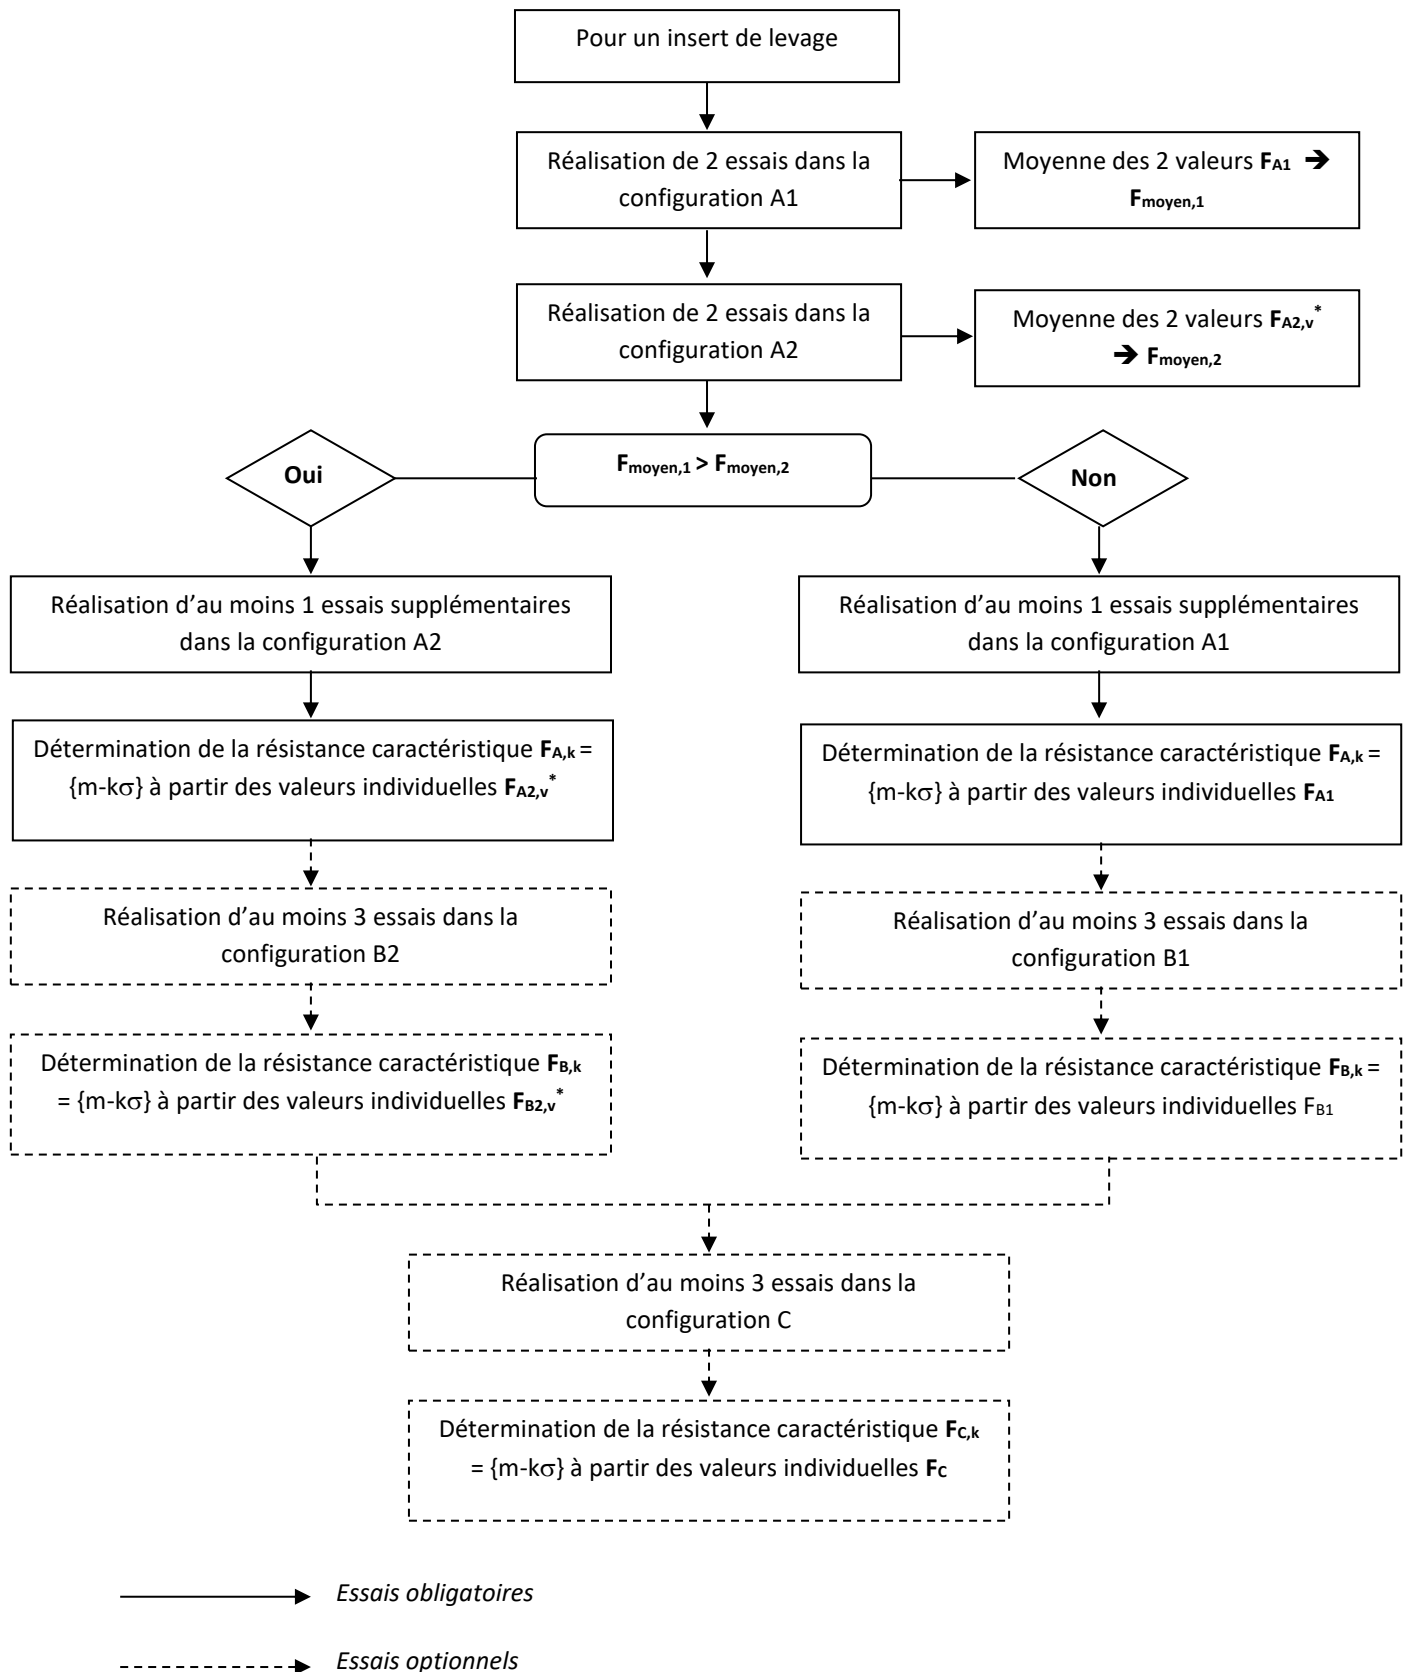 Pour un insert de levage
Réalisation de 2 essais dans la
configuration A1
Moyenne des 2 valeurs FA1 ➔
Fmoyen,1
Réalisation de 2 essais dans la
configuration A2
Moyenne des 2 valeurs FA2,v*
➔ Fmoyen,2
Oui
Fmoyen,1 > Fmoyen,2
Non
Réalisation d’au moins 1 essais supplémentaires
dans la configuration A2
Réalisation d’au moins 1 essais supplémentaires
dans la configuration A1
Détermination de la résistance caractéristique FA,k =
{m-kσ} à partir des valeurs individuelles FA2,v*
Détermination de la résistance caractéristique FA,k =
{m-kσ} à partir des valeurs individuelles FA1
Réalisation d’au moins 3 essais dans la
configuration B2
Réalisation d’au moins 3 essais dans la
configuration B1
Détermination de la résistance caractéristique FB,k
= {m-kσ} à partir des valeurs individuelles FB2,v*
Détermination de la résistance caractéristique FB,k =
{m-kσ} à partir des valeurs individuelles FB1
Réalisation d’au moins 3 essais dans la
configuration C
Détermination de la résistance caractéristique FC,k
= {m-kσ} à partir des valeurs individuelles FC
Essais obligatoires
Essais optionnels